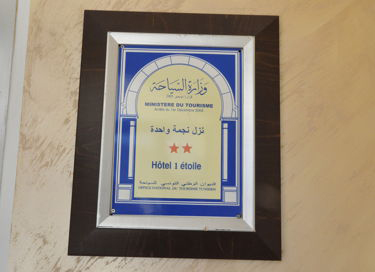 وزارة السياحة
MINISTERE DU TOURISME
نزل نجمة واحدة
Hôtel 1 étoile
الديوان الوطني التونسي للسياحة
OFFICE NATIONAL DU TOURISME TUNISIEN